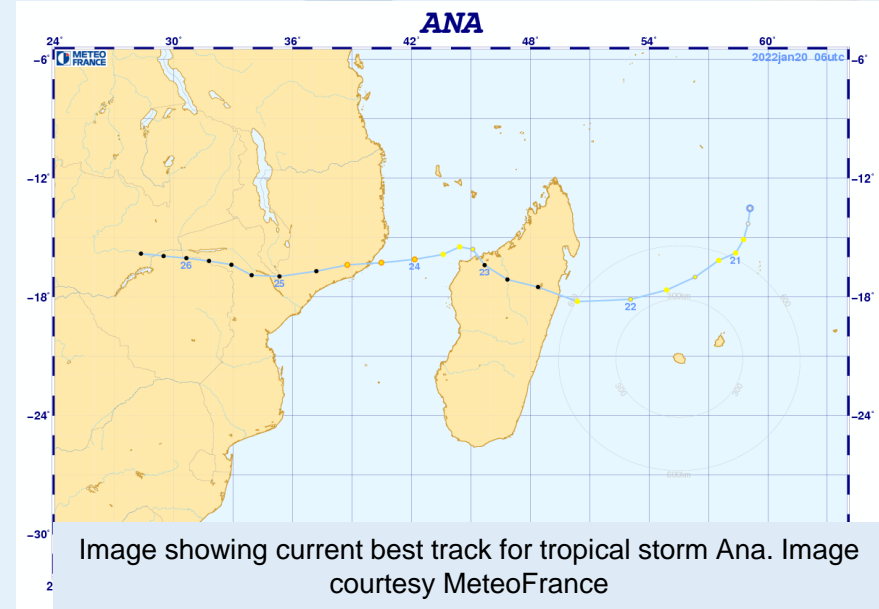 ANA
24° 30° 36° 42° 48° 54° 60°
METEO
FRANCE
2022jan20 06utc
-6° -6°
-12° -12°
21
26 24 23
25
-18° -18°
22
-24° -24°
-30°
2
Image showing current best track for tropical storm Ana. Image
courtesy MeteoFrance